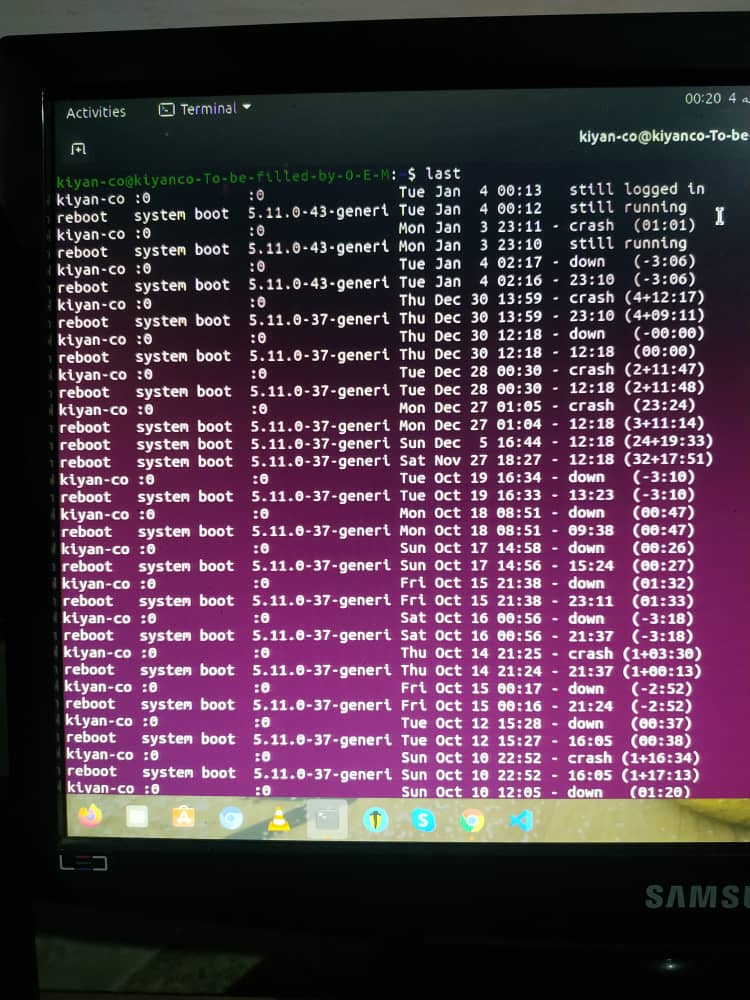 Activities Terminal 00:20 4
kiyan-co@kiyanco-To-be-
kiyan-co@kiyanco-To-be-filled-by-O-E-M:~$ last
kiyan-co :0 :0 Tue Jan 4 00:13 still logged in
reboot system boot 5.11.0-43-generi Tue Jan 4 00:12 still running
kiyan-co :0 :0 Mon Jan 3 23:11 - crash (01:01)
reboot system boot 5.11.0-43-generi Mon Jan 3 23:10 still running
kiyan-co :0 :0 Tue Jan 4 02:17 - down (-3:06)
reboot system boot 5.11.0-43-generi Tue Jan 4 02:16 - 23:10 (-3:06)
kiyan-co :0 :0 Thu Dec 30 13:59 - crash (4+12:17)
reboot system boot 5.11.0-37-generi Thu Dec 30 13:59 - 23:10 (4+09:11)
kiyan-co :0 :0 Thu Dec 30 12:18 - down (-00:00)
reboot system boot 5.11.0-37-generi Thu Dec 30 12:18 - 12:18 (00:00)
kiyan-co :0 :0 Tue Dec 28 00:30 - crash (2+11:47)
reboot system boot 5.11.0-37-generi Tue Dec 28 00:30 - 12:18 (2+11:48)
kiyan-co :0 :0 Mon Dec 27 01:05 - crash (23:24)
reboot system boot 5.11.0-37-generi Mon Dec 27 01:04 - 12:18 (3+11:14)
reboot system boot 5.11.0-37-generi Sun Dec 5 16:44 - 12:18 (24+19:33)
reboot system boot 5.11.0-37-generi Sat Nov 27 18:27 - 12:18 (32+17:51)
kiyan-co :0 :0 Tue Oct 19 16:34 - down (-3:10)
reboot system boot 5.11.0-37-generi Tue Oct 19 16:33 - 13:23 (-3:10)
kiyan-co :0 :0 Mon Oct 18 08:51 - down (00:47)
reboot system boot 5.11.0-37-generi Mon Oct 18 08:51 - 09:38 (00:47)
kiyan-co :0 :0 Sun Oct 17 14:58 - down (00:26)
reboot system boot 5.11.0-37-generi Sun Oct 17 14:56 - 15:24 (00:27)
kiyan-co :0 :0 Fri Oct 15 21:38 - down (01:32)
reboot system boot 5.11.0-37-generi Fri Oct 15 21:38 - 23:11 (01:33)
kiyan-co :0 :0 Sat Oct 16 00:56 - down (-3:18)
reboot system boot 5.11.0-37-generi Sat Oct 16 00:56 - 21:37 (-3:18)
kiyan-co :0 :0 Thu Oct 14 21:25 - crash (1+03:30)
reboot system boot 5.11.0-37-generi Thu Oct 14 21:24 - 21:37 (1+00:13)
kiyan-co :0 :0 Fri Oct 15 00:17 - down (-2:52)
reboot system boot 5.11.0-37-generi Fri Oct 15 00:16 - 21:24 (-2:52)
kiyan-co :0 :0 Tue Oct 12 15:28 - down (00:37)
reboot system boot 5.11.0-37-generi Tue Oct 12 15:27 - 16:05 (00:38)
kiyan-co :0 :0 Sun Oct 10 22:52 - crash (1+16:34)
reboot system boot 5.11.0-37-generi Sun Oct 10 22:52 - 16:05 (1+17:13)
kiyan-co :0 :0 Sun Oct 10 12:05 - down (01:20)
LED
SAMSU